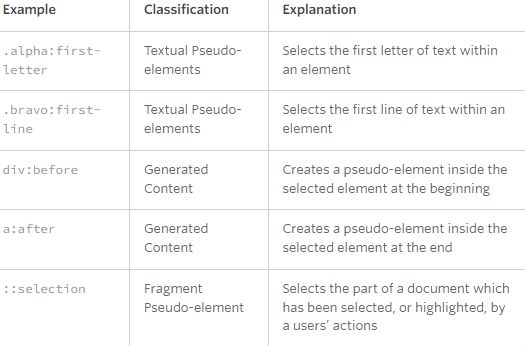 Example Classification Explanation
.alpha:first- Textual Pseudo- Selects the first letter of text within
letter elements an element
.bravo:first- Textual Pseudo- Selects the first line of text within an
line elements element
div:before Generated Creates a pseudo-element inside the
Content selected element at the beginning
a:after Generated Creates a pseudo-element inside the
Content selected element at the end
::selection Fragment Selects the part of a document which
Pseudo-element has been selected, or highlighted, by
a users’ actions